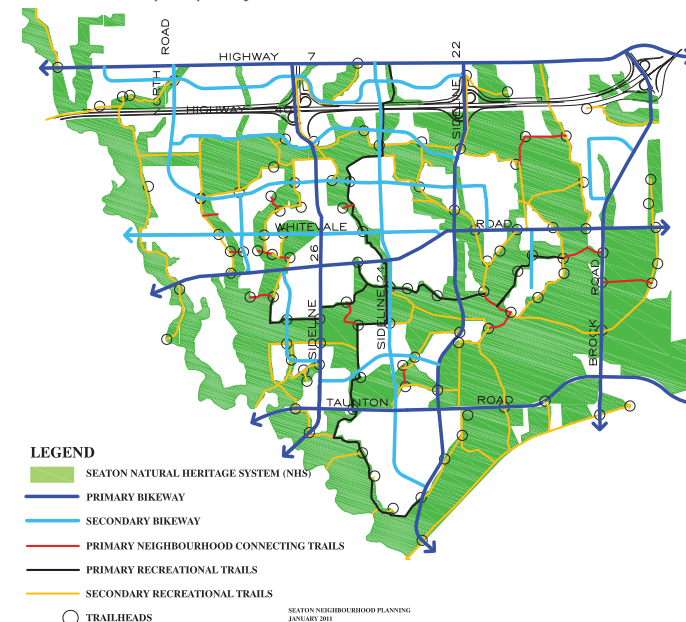 HIGHWAY 7
ROAD
22
SIDELINE
HIGHWAY
WHITEVALE ROAD
26
SIDELINE
24
SIDELINE
ROAD
BROCK
TAUNTON ROAD
LEGEND
SEATON NATURAL HERITAGE SYSTEM (NHS)
PRIMARY BIKEWAY
SECONDARY BIKEWAY
PRIMARY NEIGHBOURHOOD CONNECTING TRAILS
PRIMARY RECREATIONAL TRAILS
SECONDARY RECREATIONAL TRAILS
TRAILHEADS
SEATON NEIGHBOURHOOD PLANNING
JANUARY 2011